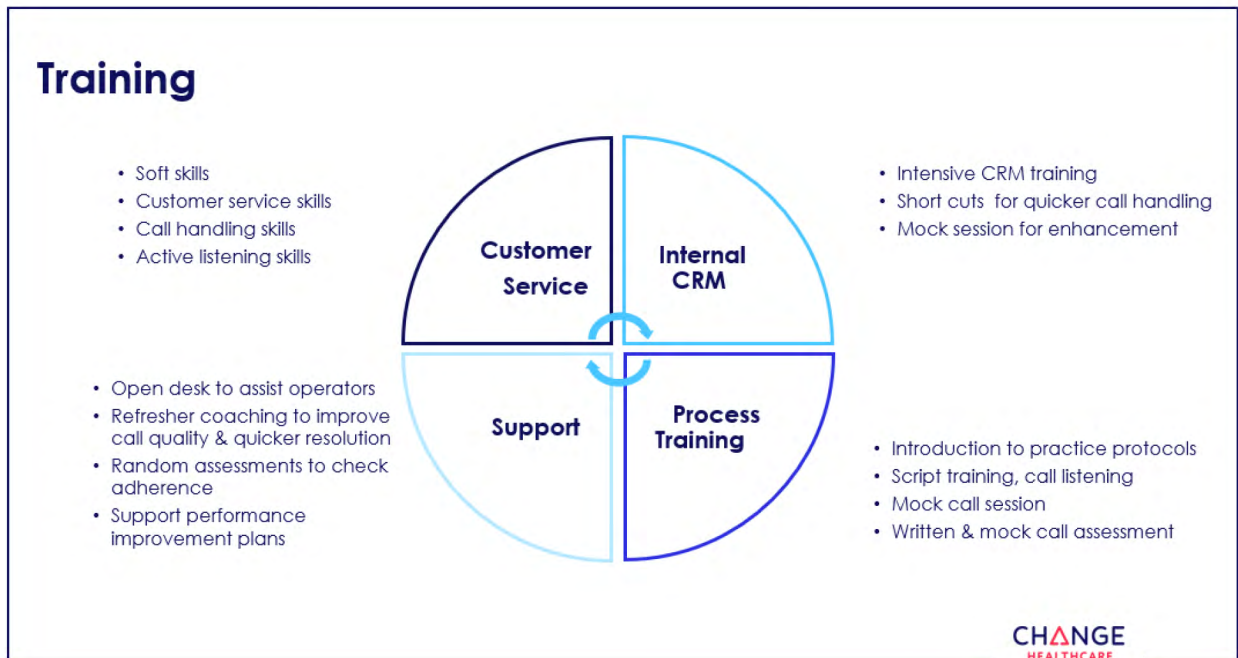 Training
• Soft skills
• Customer service skills
• Call handling skills
• Active listening skills
Customer
Service
Internal
CRM
• Intensive CRM training
• Short cuts for quicker call handling
• Mock session for enhancement
• Open desk to assist operators
• Refresher coaching to improve
call quality & quicker resolution
• Random assessments to check
adherence
• Support performance
improvement plans
Support
Process
Training
• Introduction to practice protocols
• Script training, call listening
• Mock call session
• Written & mock call assessment
CHANGE
HEALTHCARE